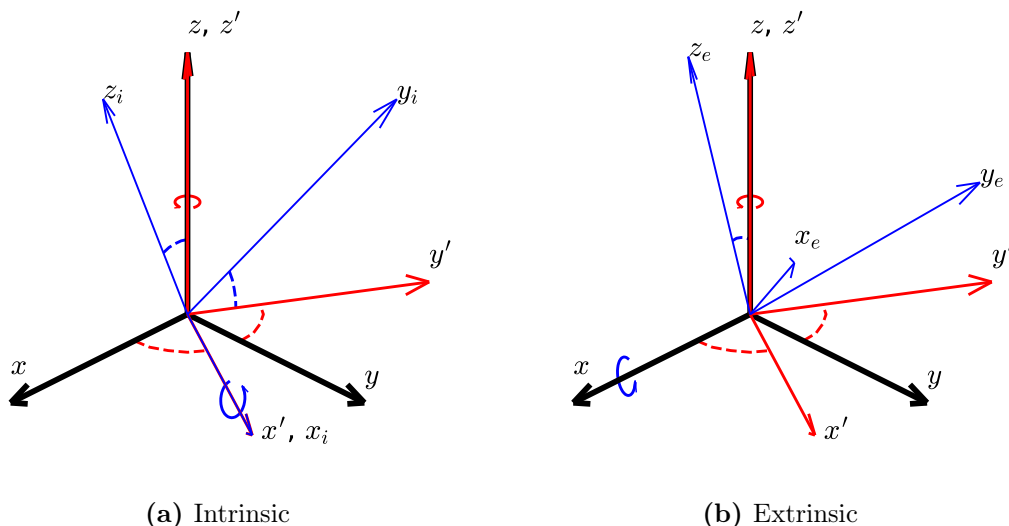 z, z′
z_i
y_i
y′
x
y
x′, x_i
(a) Intrinsic
z, z′
z_e
y_e
x_e
y′
x
y
x′
(b) Extrinsic